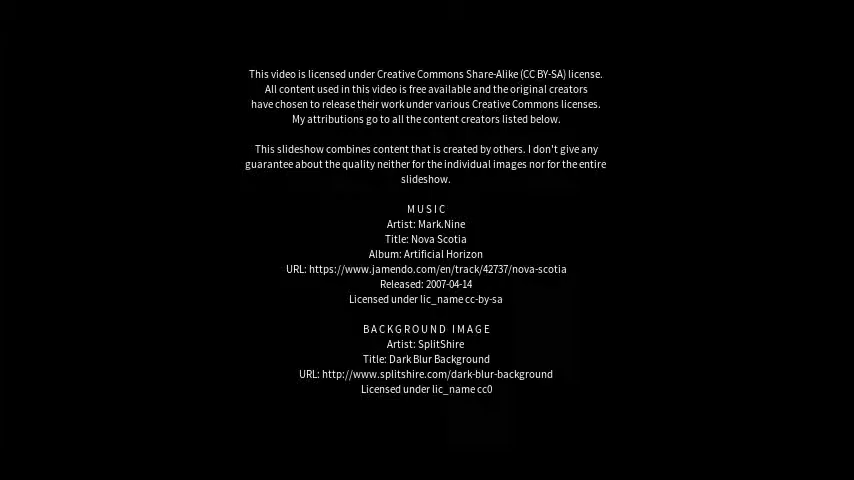 This video is licensed under Creative Commons Share-Alike (CC BY-SA) license.
All content used in this video is free available and the original creators
have chosen to release their work under various Creative Commons licenses.
My attributions go to all the content creators listed below.
This slideshow combines content that is created by others. I don't give any
guarantee about the quality neither for the individual images nor for the entire
slideshow.
MUSIC
Artist: Mark.Nine
Title: Nova Scotia
Album: Artificial Horizon
URL: https://www.jamendo.com/en/track/42737/nova-scotia
Released: 2007-04-14
Licensed under lic_name cc-by-sa
BACKGROUND IMAGE
Artist: SplitShire
Title: Dark Blur Background
URL: http://www.splitshire.com/dark-blur-background
Licensed under lic_name cc0